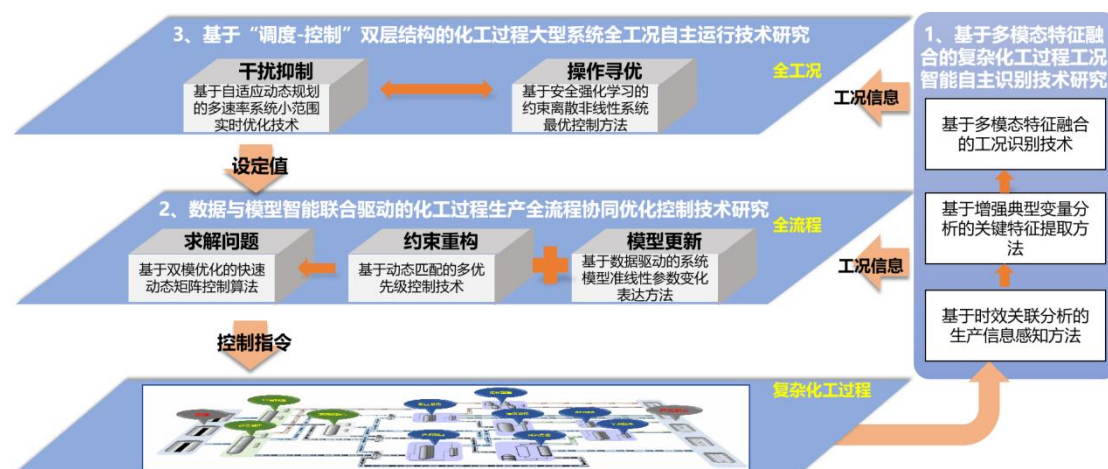 3、基于“调度-控制”双层结构的化工过程大型系统全工况自主运行技术研究
全工况
干扰抑制
基于自适应动态规划
的多速率系统小范围
实时优化技术
操作寻优
基于安全强化学习的
约束离散非线性系统
最优控制方法
工况信息
设定值
2、数据与模型智能联合驱动的化工过程生产全流程协同优化控制技术研究
全流程
求解问题
基于双模优化的快速
动态矩阵控制算法
约束重构
基于动态匹配的多优
先级控制技术
模型更新
基于数据驱动的系统
模型准线性参数变化
表达方法
工况信息
控制指令
复杂化工过程
1、基于多模态特征融
合的复杂化工过程工况
智能自主识别技术研究
基于多模态特征融合
的工况识别技术
基于增强典型变量分
析的关键特征提取方
法
基于时效关联分析的
生产信息感知方法